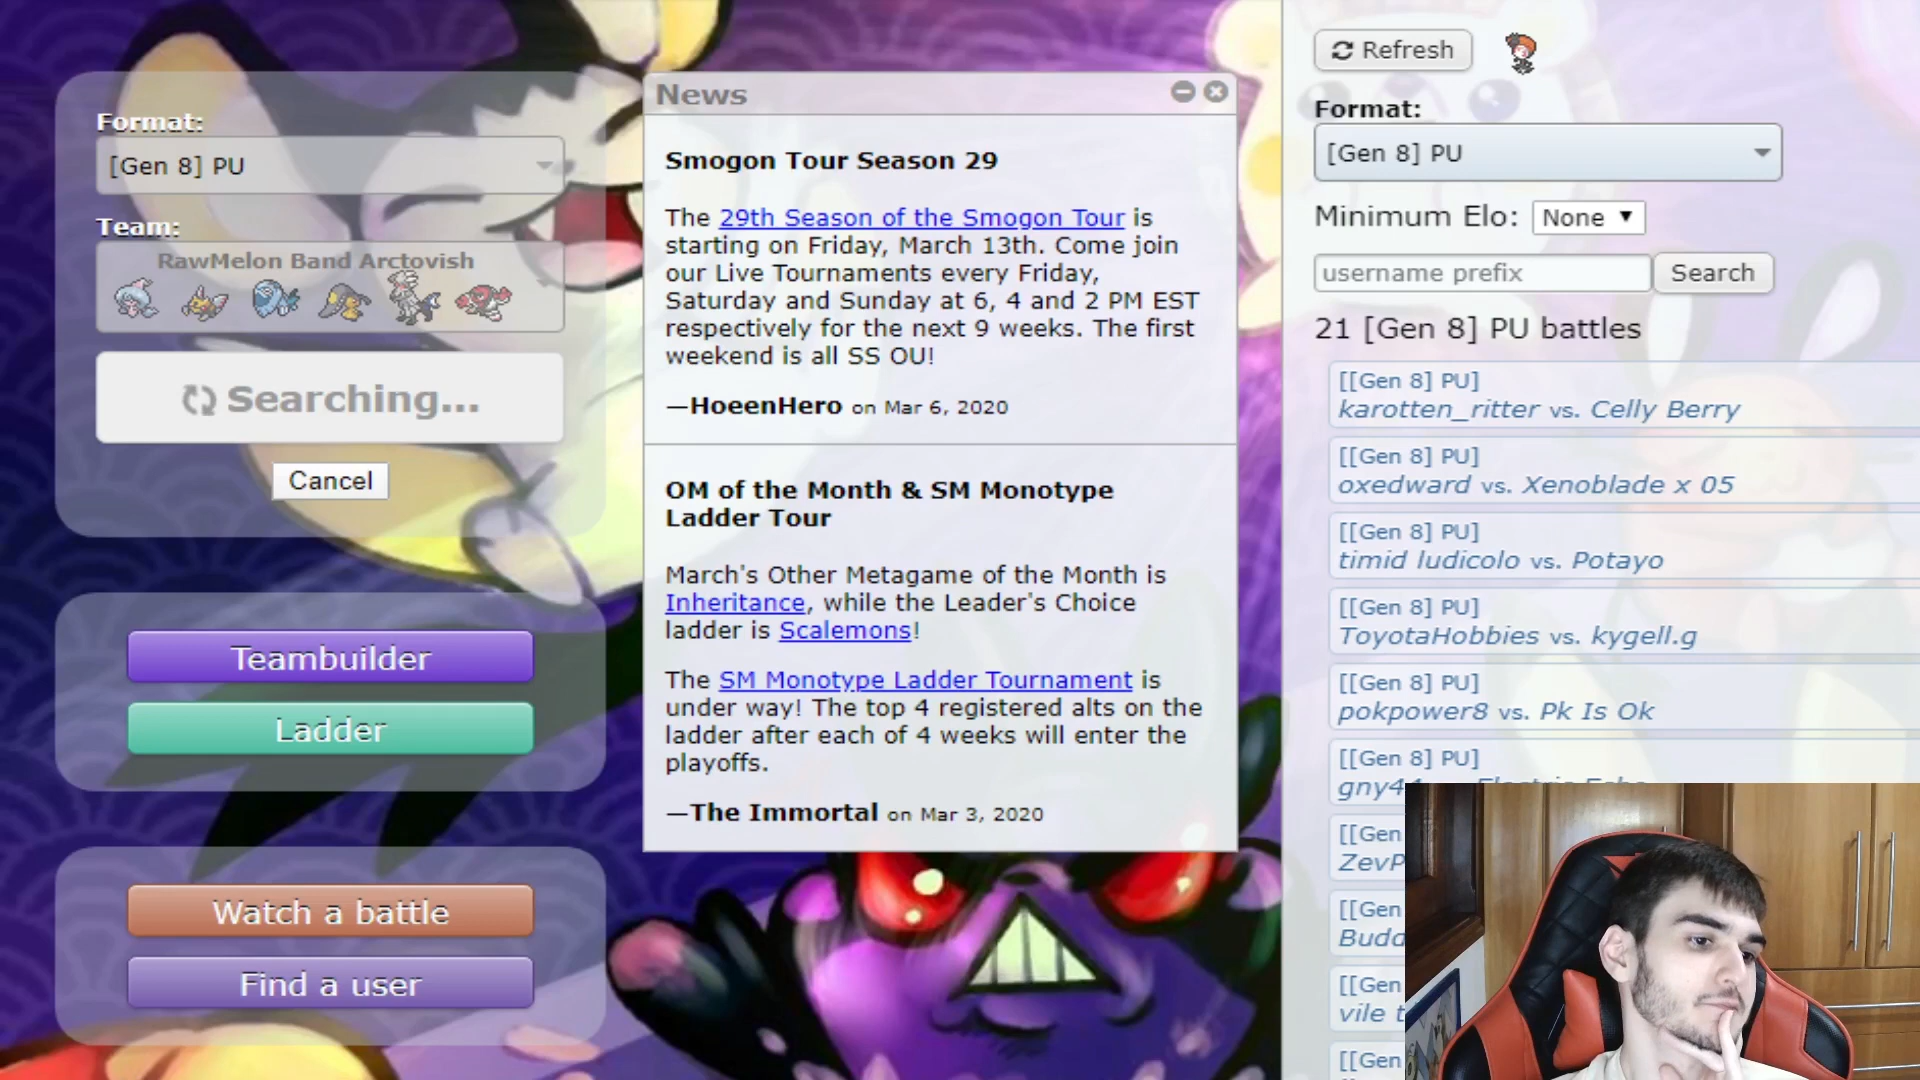 Format:
[Gen 8] PU
Team:
RawMelon Band Arctovish
Searching...
Cancel
Teambuilder
Ladder
Watch a battle
Find a user
News
Smogon Tour Season 29
The 29th Season of the Smogon Tour is
starting on Friday, March 13th. Come join
our Live Tournaments every Friday,
Saturday and Sunday at 6, 4 and 2 PM EST
respectively for the next 9 weeks. The first
weekend is all SS OU!
—HoeenHero on Mar 6, 2020
OM of the Month & SM Monotype
Ladder Tour
March's Other Metagame of the Month is
Inheritance, while the Leader's Choice
ladder is Scalemons!
The SM Monotype Ladder Tournament is
under way! The top 4 registered alts on the
ladder after each of 4 weeks will enter the
playoffs.
—The Immortal on Mar 3, 2020
Refresh
Format:
[Gen 8] PU
Minimum Elo: None
username prefix Search
21 [Gen 8] PU battles
[[Gen 8] PU]
karotten_ritter vs. Celly Berry
[[Gen 8] PU]
oxedward vs. Xenoblade x 05
[[Gen 8] PU]
timid ludicolo vs. Potayo
[[Gen 8] PU]
ToyotaHobbies vs. kygell.g
[[Gen 8] PU]
pokpower8 vs. Pk Is Ok
[[Gen 8] PU]
[[Gen
ZevP
[[Gen
Budd
[[Gen
vile t
[[Gen